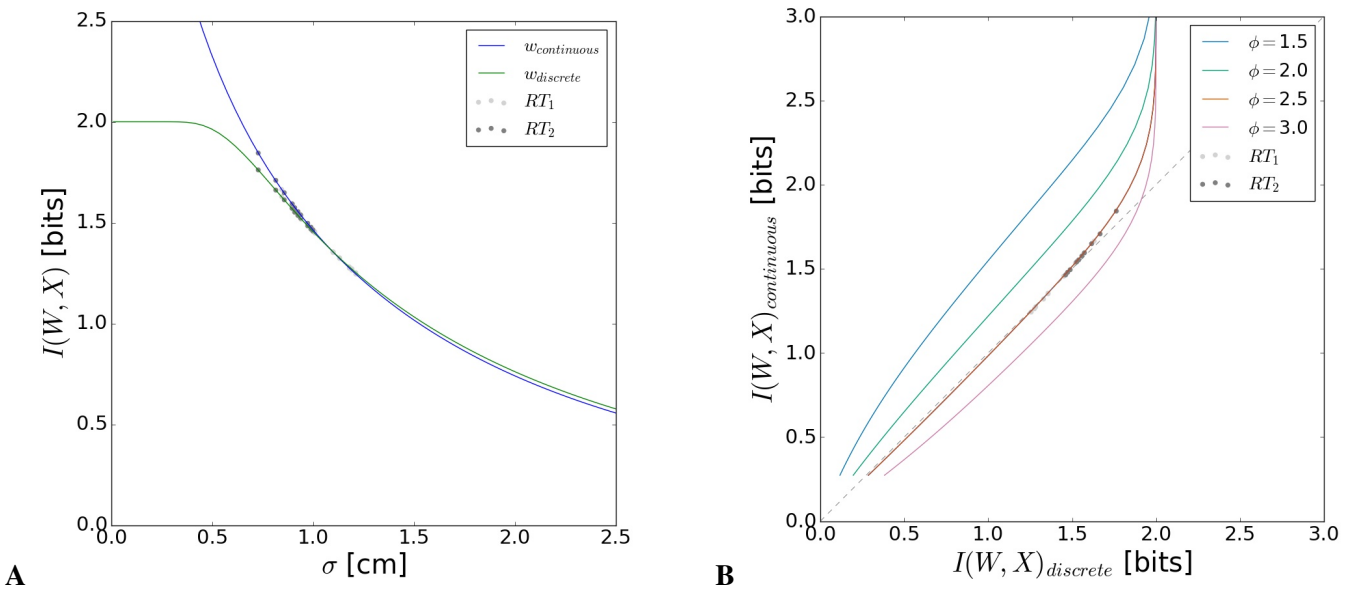 2.5
2.0
1.5
1.0
0.5
0.0
0.0 0.5 1.0 1.5 2.0 2.5
I(W, X) [bits]
σ [cm]
w_continuous
w_discrete
RT_1
RT_2
A
3.0
2.5
2.0
1.5
1.0
0.5
0.0
0.0 0.5 1.0 1.5 2.0 2.5 3.0
I(W, X)_continuous [bits]
I(W, X)_discrete [bits]
ϕ = 1.5
ϕ = 2.0
ϕ = 2.5
ϕ = 3.0
RT_1
RT_2
B